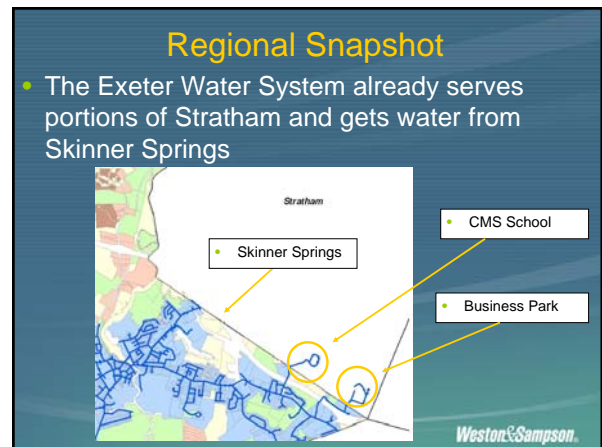 Regional Snapshot
• The Exeter Water System already serves
portions of Stratham and gets water from
Skinner Springs
Stratham
• CMS School
• Skinner Springs
• Business Park
Weston&Sampson®